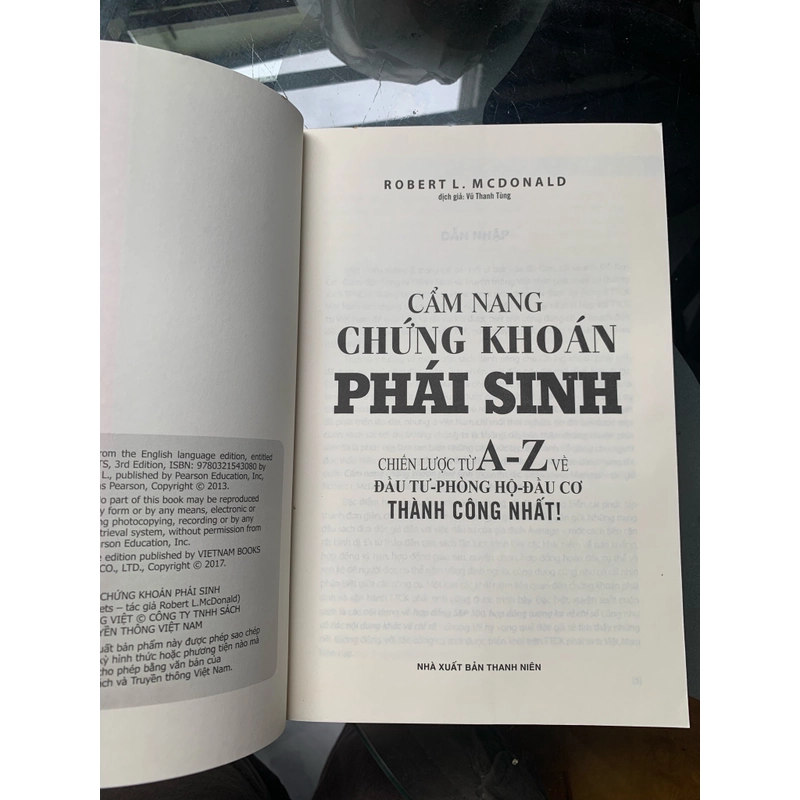 rom the English language edition, entitled
TS, 3rd Edition, ISBN: 9780321543080 by
L., published by Pearson Education, Inc,
as Pearson, Copyright © 2013.
o part of this book may be reproduced
y form or by any means, electronic or
ng photocopying, recording or by any
etrieval system, without permission from
arson Education, Inc.
e edition published by VIETNAM BOOKS
CO., LTD., Copyright © 2017.
CHỨNG KHOÁN PHÁI SINH
ets – tác giả Robert L.McDonald)
G VIỆT © CÔNG TY TNHH SÁCH
YỀN THÔNG VIỆT NAM
uất bản phẩm này được phép sao chép
kỳ hình thức hoặc phương tiện nào mà
cho phép bằng văn bản của
ách và Truyền thông Việt Nam.
ROBERT L. MCDONALD
dịch giả: Vũ Thanh Tùng
CẨM NANG
CHỨNG KHOÁN
PHÁI SINH
CHIẾN LƯỢC TỪ A-Z VỀ
ĐẦU TƯ-PHÒNG HỘ-ĐẦU CƠ
THÀNH CÔNG NHẤT!
NHÀ XUẤT BẢN THANH NIÊN